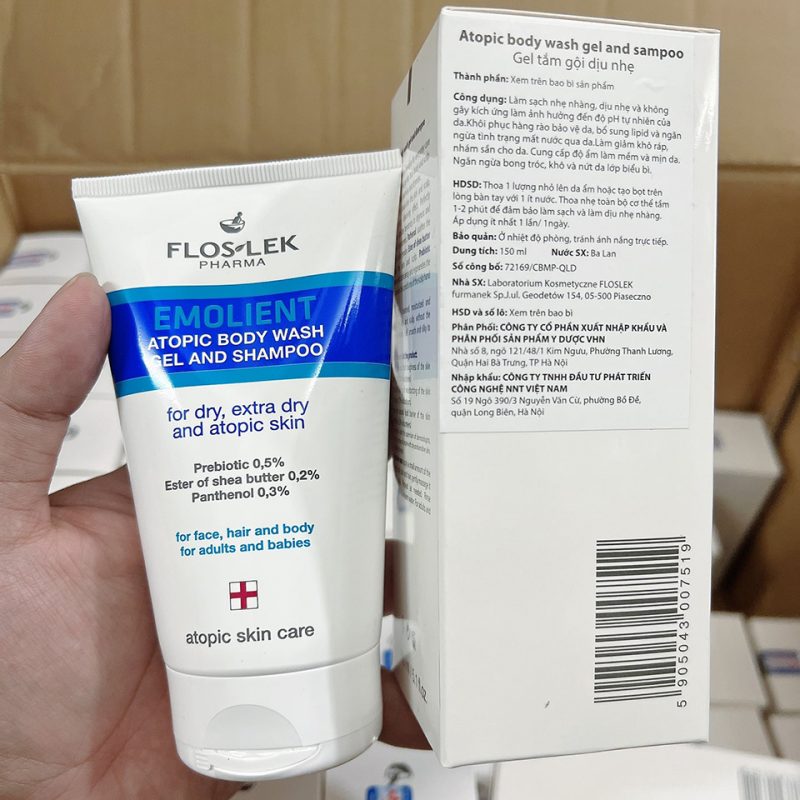 FLOS-LEK
PHARMA
EMOLIENT
ATOPIC BODY WASH
GEL AND SHAMPOO
for dry, extra dry
and atopic skin
Prebiotic 0,5%
Ester of shea butter 0,2%
Panthenol 0,3%
for face, hair and body
for adults and babies
atopic skin care
Atopic body wash gel and sampoo
Gel tắm gội dịu nhẹ
Thành phần: Xem trên bao bì sản phẩm
Công dụng: Làm sạch nhẹ nhàng, dịu nhẹ và không
gây kích ứng làm ảnh hưởng đến độ pH tự nhiên của
da.Khôi phục hàng rào bảo vệ da, bổ sung lipid và ngăn
ngừa tình trạng mất nước qua da.Làm giảm khô ráp,
nhám sần cho da. Cung cấp độ ẩm làm mềm và mịn da.
Ngăn ngừa bong tróc, khô và nứt da lớp biểu bì.
HDSD: Thoa 1 lượng nhỏ lên da ẩm hoặc tạo bọt trên
lòng bàn tay với 1 ít nước. Thoa nhẹ toàn bộ cơ thể tầm
1-2 phút để đảm bảo làm sạch và làm dịu nhẹ nhàng.
Áp dụng ít nhất 1 lần/ 1ngày.
Bảo quản: Ở nhiệt độ phòng, tránh ánh nắng trực tiếp.
Dung tích: 150 ml Nước SX: Ba Lan
Số công bố: 72169/CBMP-QLD
Nhà SX: Laboratorium Kosmetyczne FLOSLEK
furmanek Sp.J.ul. Geodetów 154, 05-500 Piaseczno
HSD và số lô: Xem trên bao bì
Phân Phối: CÔNG TY CỔ PHẦN XUẤT NHẬP KHẨU VÀ
PHÂN PHỐI SẢN PHẨM Y DƯỢC VHN
Nhà số 8, ngõ 121/48/1 Kim Ngưu, Phường Thanh Lương,
Quận Hai Bà Trưng, TP Hà Nội
Nhập khẩu: CÔNG TY TNHH ĐẦU TƯ PHÁT TRIỂN
CÔNG NGHỆ NNT VIỆT NAM
Số 19 Ngõ 390/3 Nguyễn Văn Cừ, phường Bồ Đề,
quận Long Biên, Hà Nội
5 905043 007519